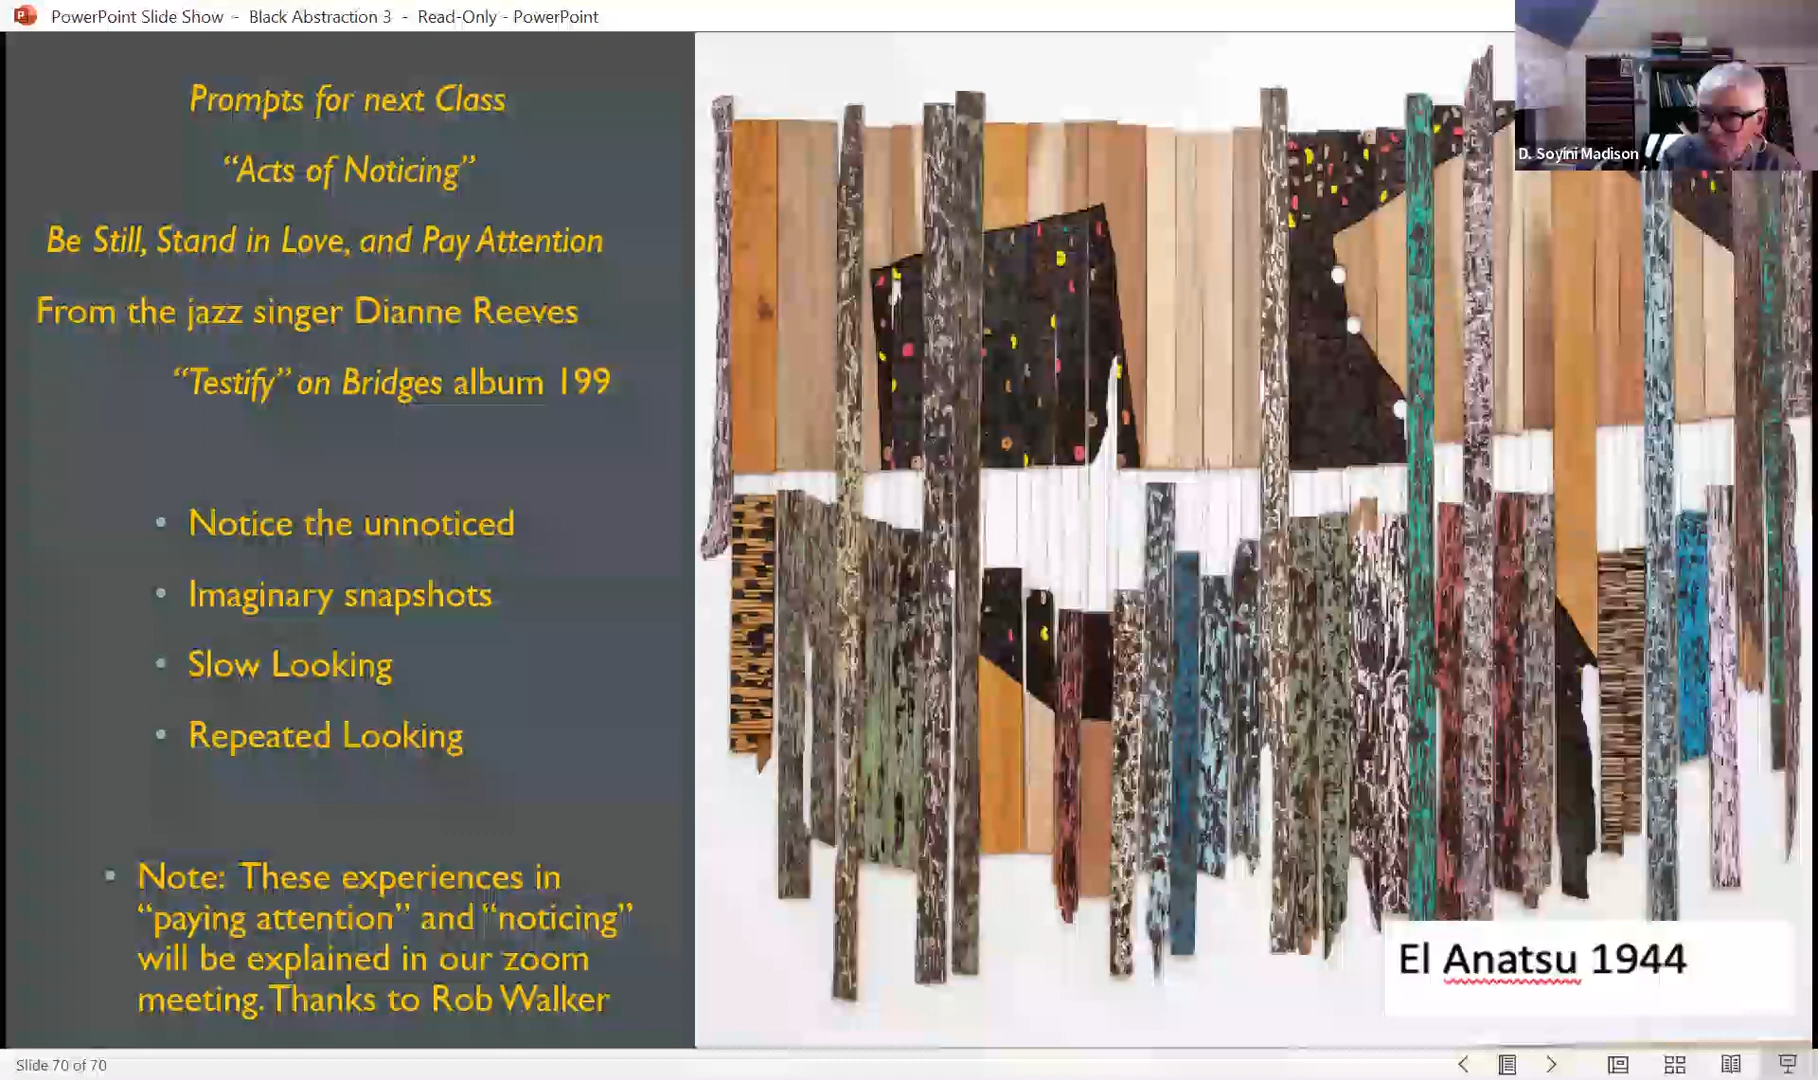 PowerPoint Slide Show - Black Abstraction 3 - Read-Only - PowerPoint
Prompts for next Class
“Acts of Noticing”
Be Still, Stand in Love, and Pay Attention
From the jazz singer Dianne Reeves
“Testify” on Bridges album 199
• Notice the unnoticed
• Imaginary snapshots
• Slow Looking
• Repeated Looking
• Note: These experiences in
“paying attention” and “noticing”
will be explained in our zoom
meeting. Thanks to Rob Walker
D. Soyini Madison
El Anatsu 1944
Slide 70 of 70